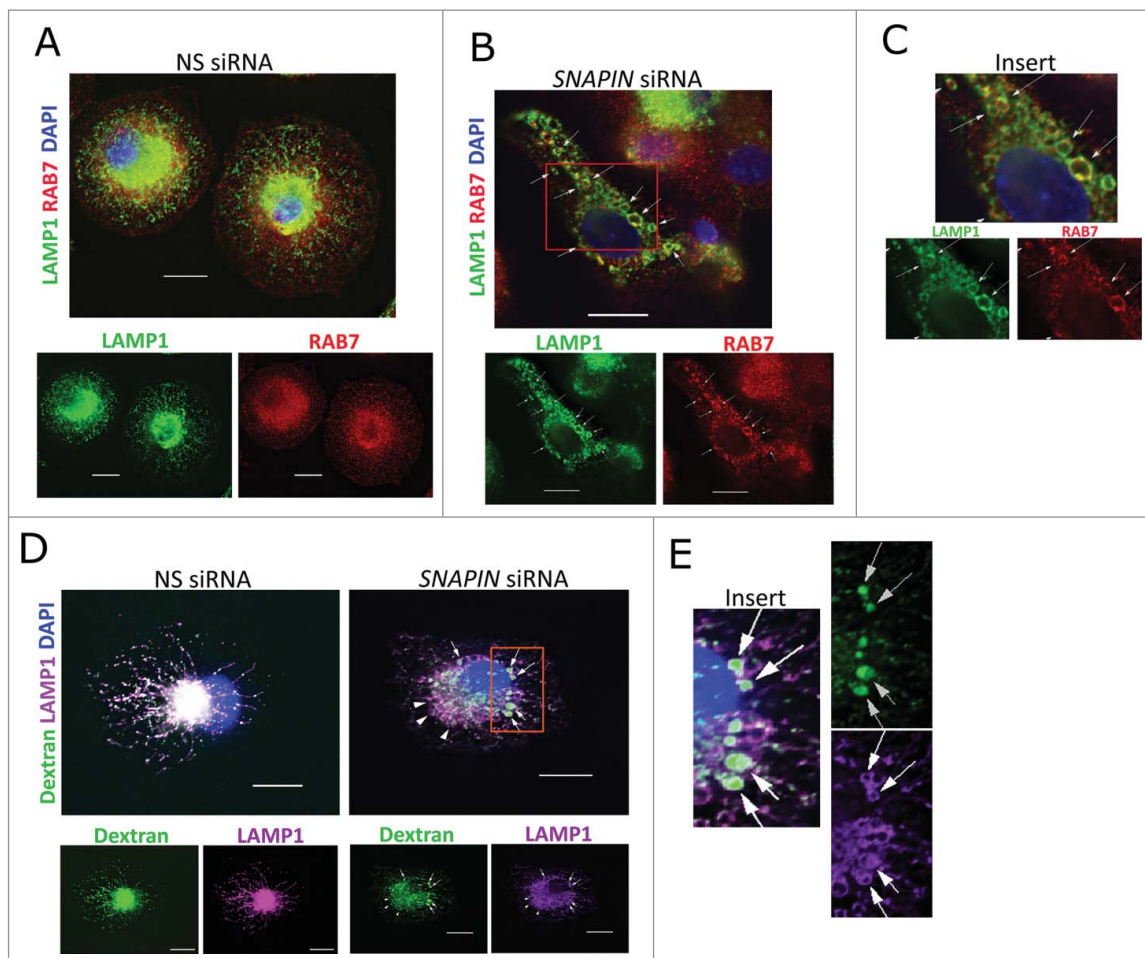 A
NS siRNA
LAMP1 RAB7 DAPI
LAMP1
RAB7
B
SNAPIN siRNA
LAMP1 RAB7 DAPI
LAMP1
RAB7
C
Insert
LAMP1
RAB7
D
NS siRNA
SNAPIN siRNA
Dextran LAMP1 DAPI
Dextran
LAMP1
Dextran
LAMP1
E
Insert